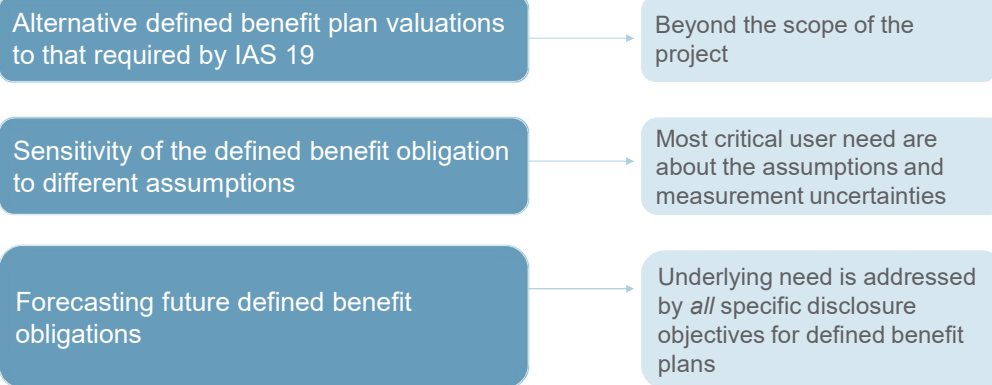 Alternative defined benefit plan valuations
to that required by IAS 19
Beyond the scope of the
project
Sensitivity of the defined benefit obligation
to different assumptions
Most critical user need are
about the assumptions and
measurement uncertainties
Forecasting future defined benefit
obligations
Underlying need is addressed
by all specific disclosure
objectives for defined benefit
plans